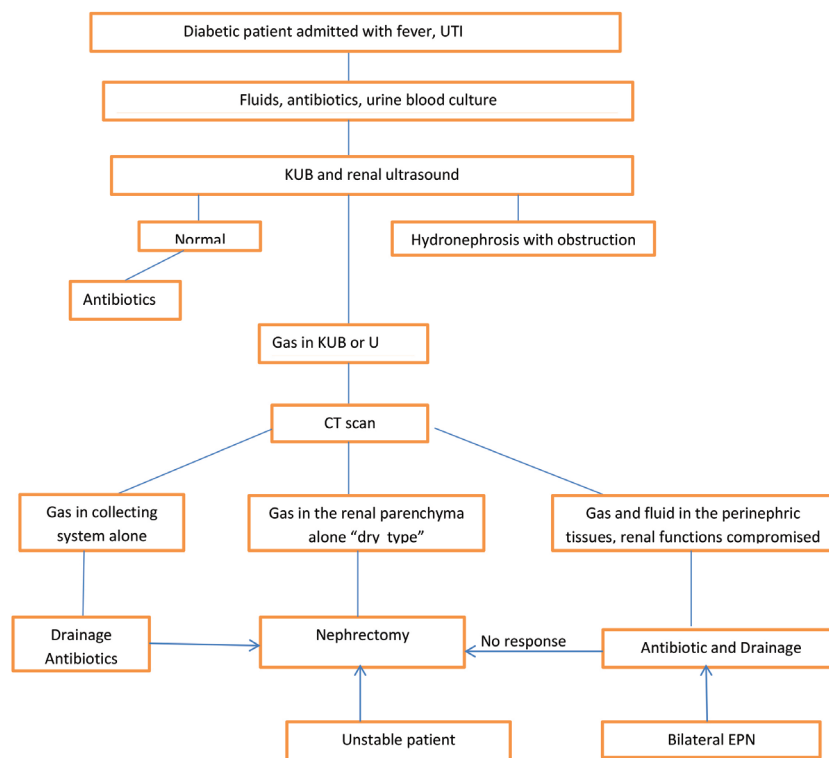 Diabetic patient admitted with fever, UTI
Fluids, antibiotics, urine blood culture
KUB and renal ultrasound
Normal
Hydronephrosis with obstruction
Antibiotics
Gas in KUB or U
CT scan
Gas in collecting
system alone
Gas in the renal parenchyma
alone “dry type”
Gas and fluid in the perinephric
tissues, renal functions compromised
Drainage
Antibiotics
Nephrectomy
No response
Antibiotic and Drainage
Unstable patient
Bilateral EPN